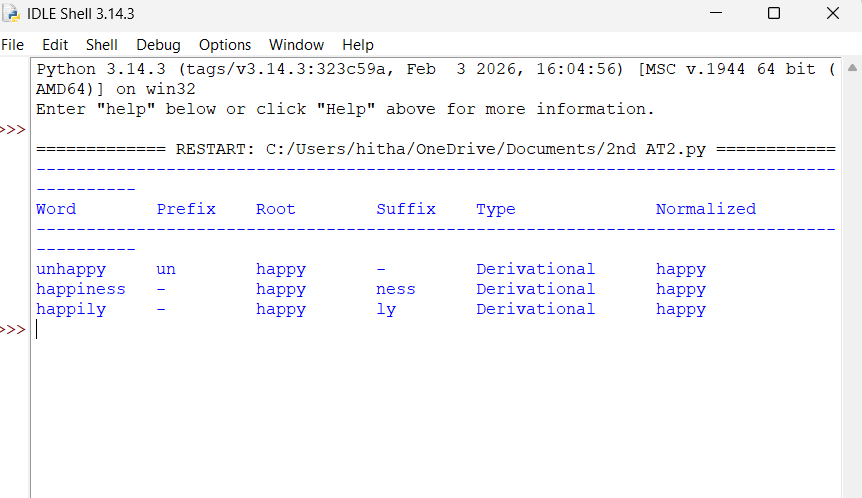 IDLE Shell 3.14.3
File Edit Shell Debug Options Window Help
Python 3.14.3 (tags/v3.14.3:323c59a, Feb  3 2026, 16:04:56) [MSC v.1944 64 bit (
AMD64)] on win32
Enter "help" below or click "Help" above for more information.
>>>
============= RESTART: C:/Users/hitha/OneDrive/Documents/2nd AT2.py ============
--------------------------------------------------------------------------------
----------
Word        Prefix    Root        Suffix    Type              Normalized
--------------------------------------------------------------------------------
----------
unhappy     un        happy       -         Derivational      happy
happiness   -         happy       ness      Derivational      happy
happily     -         happy       ly        Derivational      happy
>>>